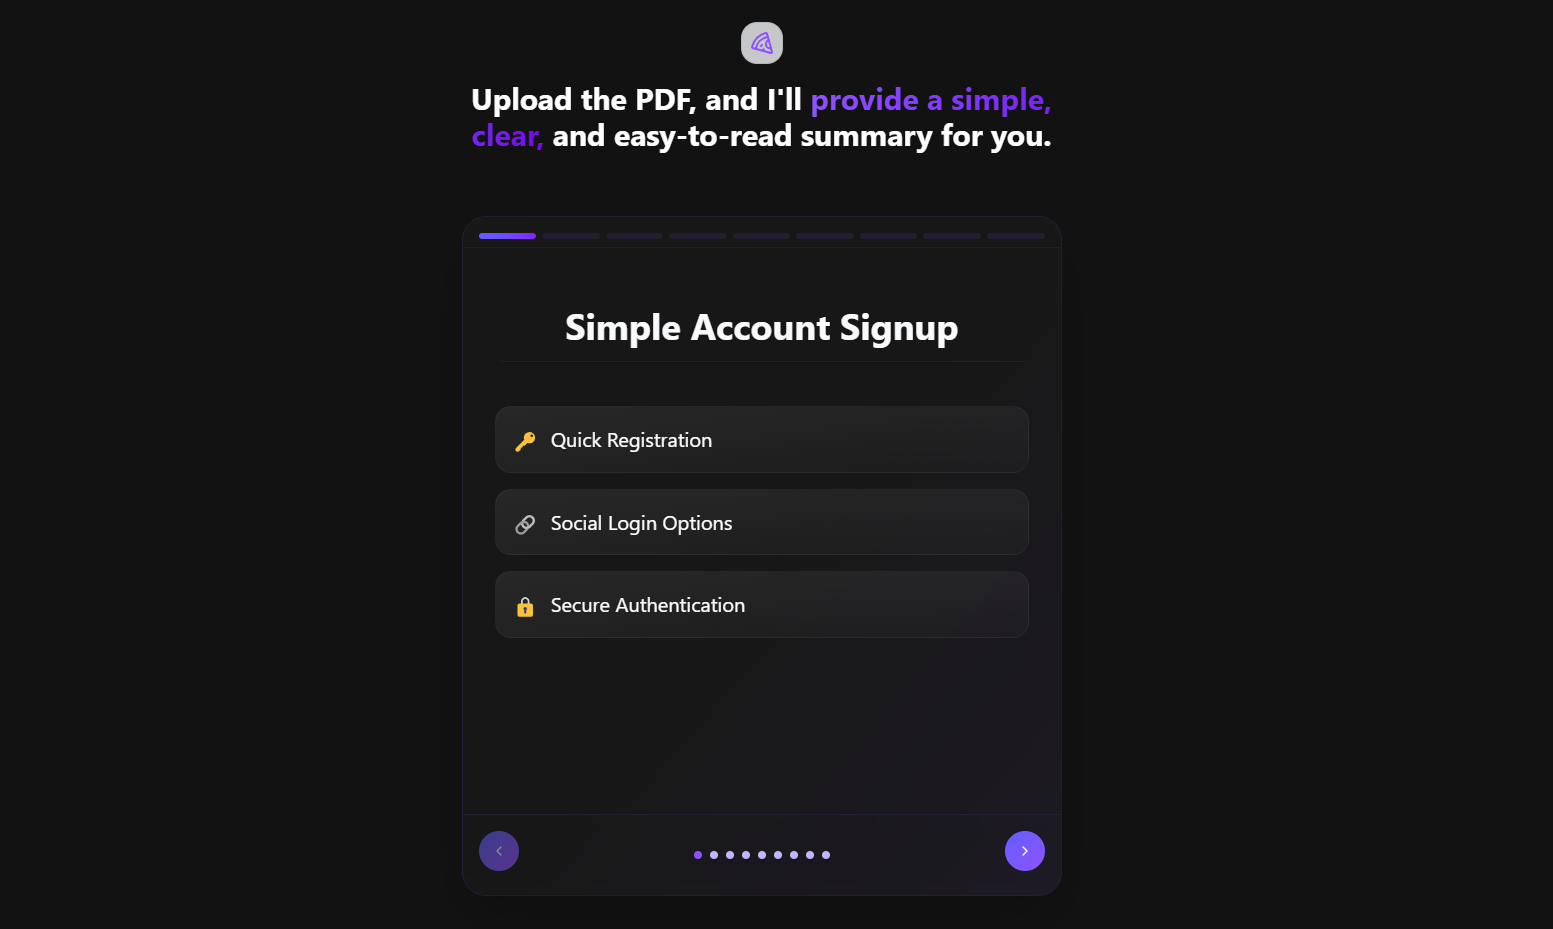 Upload the PDF, and I'll provide a simple,
clear, and easy-to-read summary for you.
Simple Account Signup
Quick Registration
Social Login Options
Secure Authentication